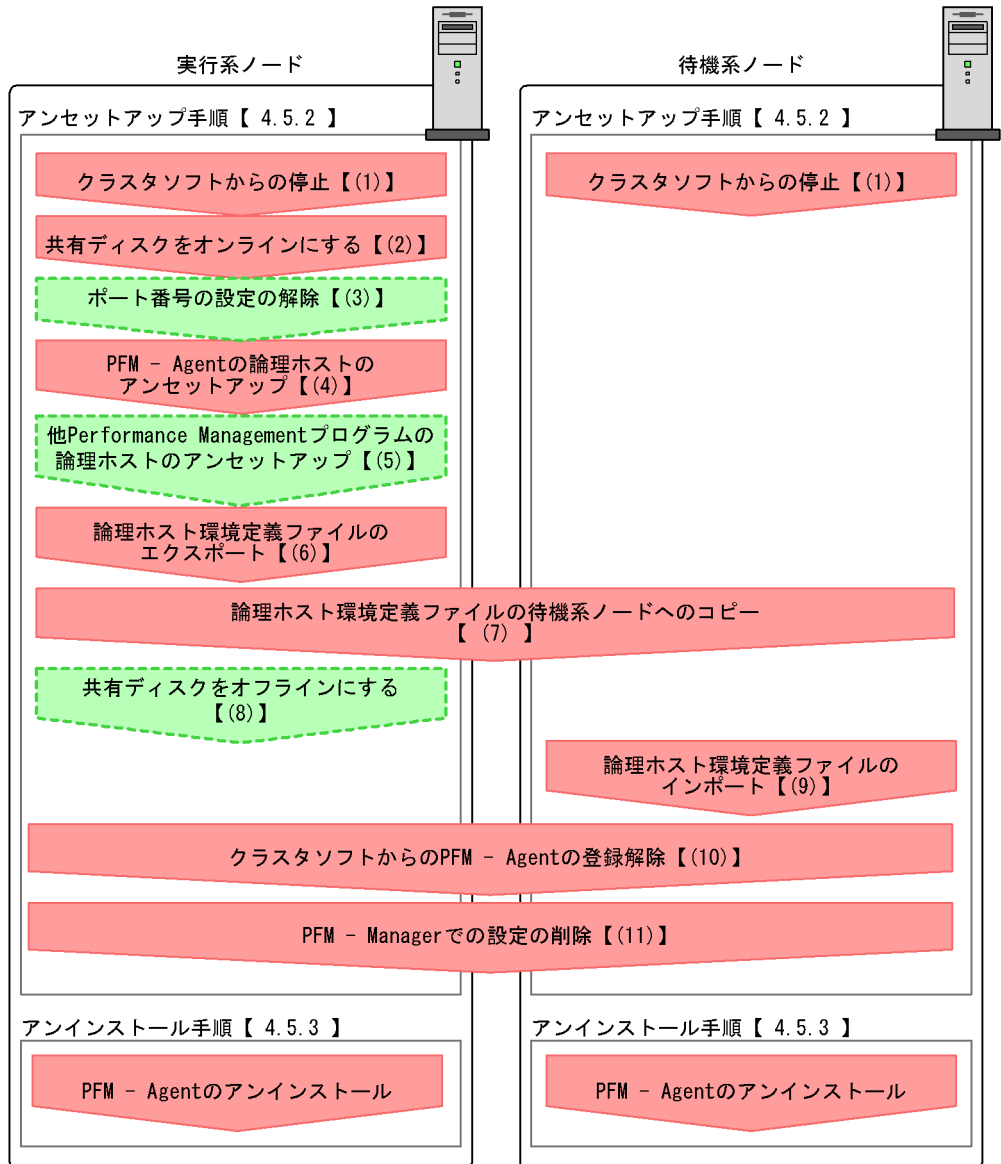 実行系ノード
待機系ノード
アンセットアップ手順【 4.5.2 】
アンセットアップ手順【 4.5.2 】
クラスタソフトからの停止【(1)】
クラスタソフトからの停止【(1)】
共有ディスクをオンラインにする【(2)】
ポート番号の設定の解除【(3)】
PFM - Agentの論理ホストの
アンセットアップ【(4)】
他Performance Managementプログラムの
論理ホストのアンセットアップ【(5)】
論理ホスト環境定義ファイルの
エクスポート【(6)】
論理ホスト環境定義ファイルの待機系ノードへのコピー
【 (7) 】
共有ディスクをオフラインにする
【(8)】
論理ホスト環境定義ファイルの
インポート【(9)】
クラスタソフトからのPFM - Agentの登録解除【(10)】
PFM - Managerでの設定の削除【(11)】
アンインストール手順【 4.5.3 】
アンインストール手順【 4.5.3 】
PFM - Agentのアンインストール
PFM - Agentのアンインストール